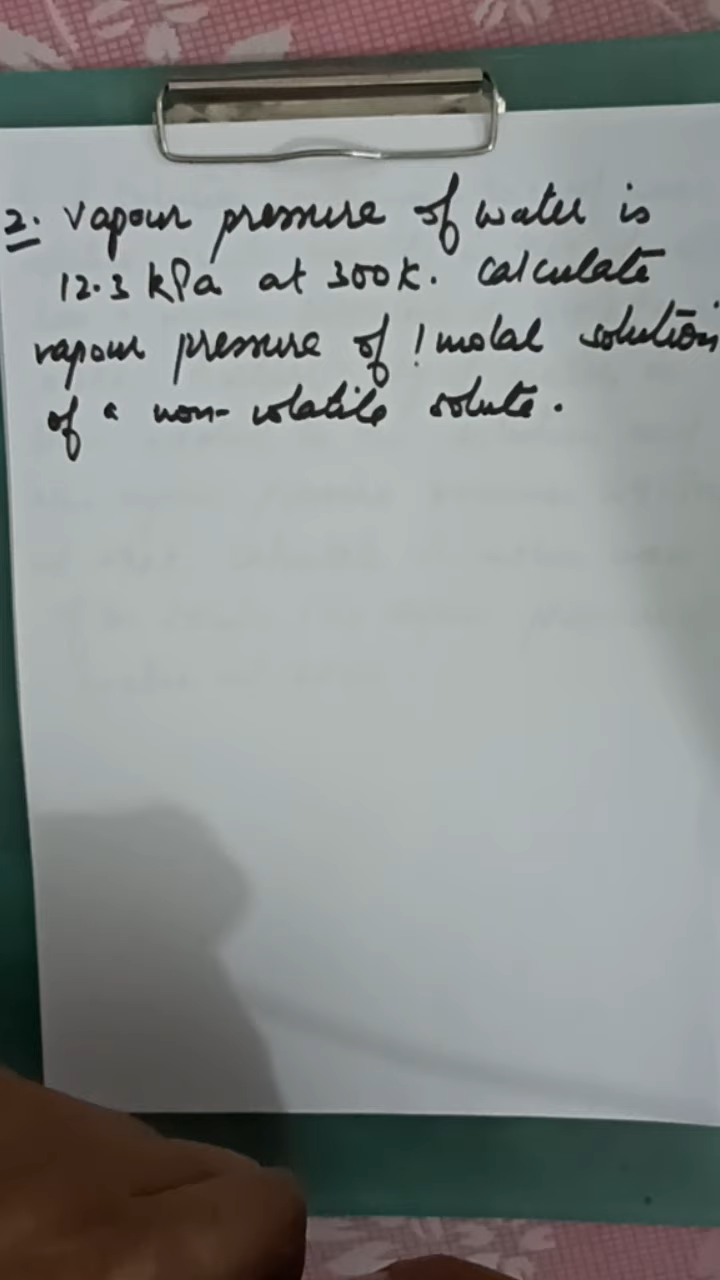 2. Vapour pressure of water is
12.3 kPa at 300K. Calculate
vapour pressure of 1 molal solution
of a non-volatile solute.